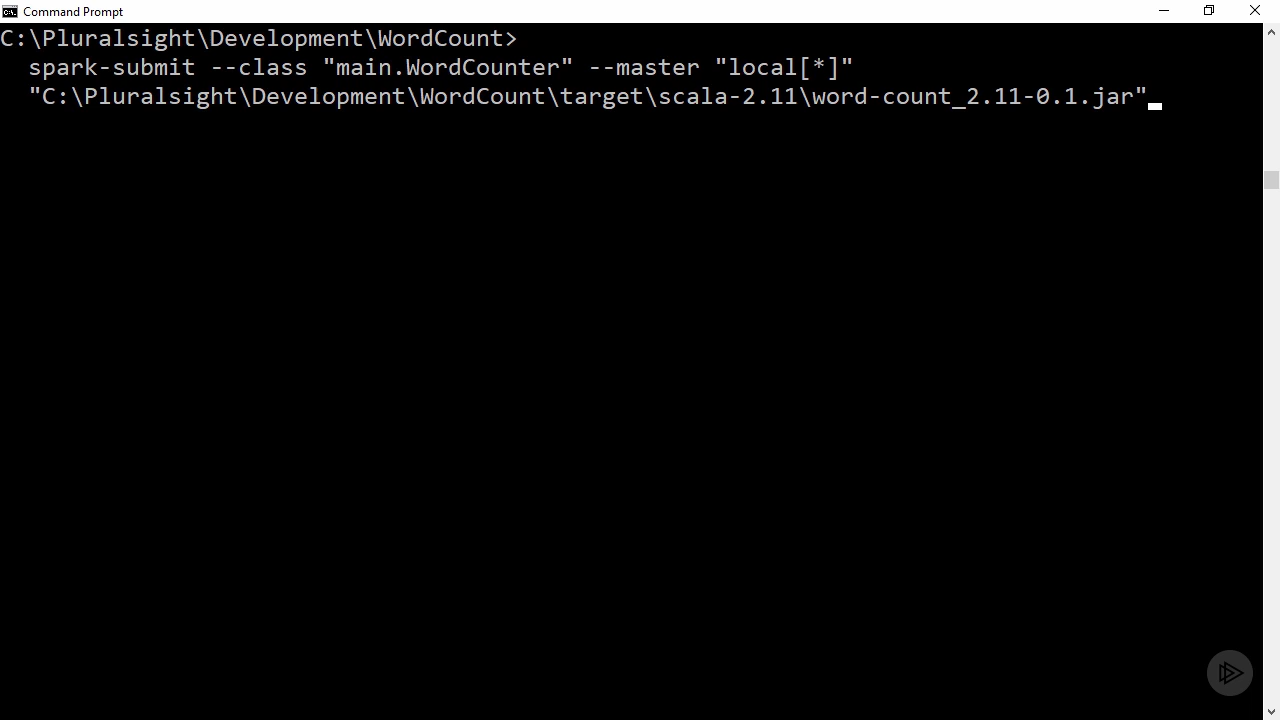 Command Prompt
C:\Pluralsight\Development\WordCount>
spark-submit --class "main.WordCounter" --master "local[*]"
"C:\Pluralsight\Development\WordCount\target\scala-2.11\word-count_2.11-0.1.jar"